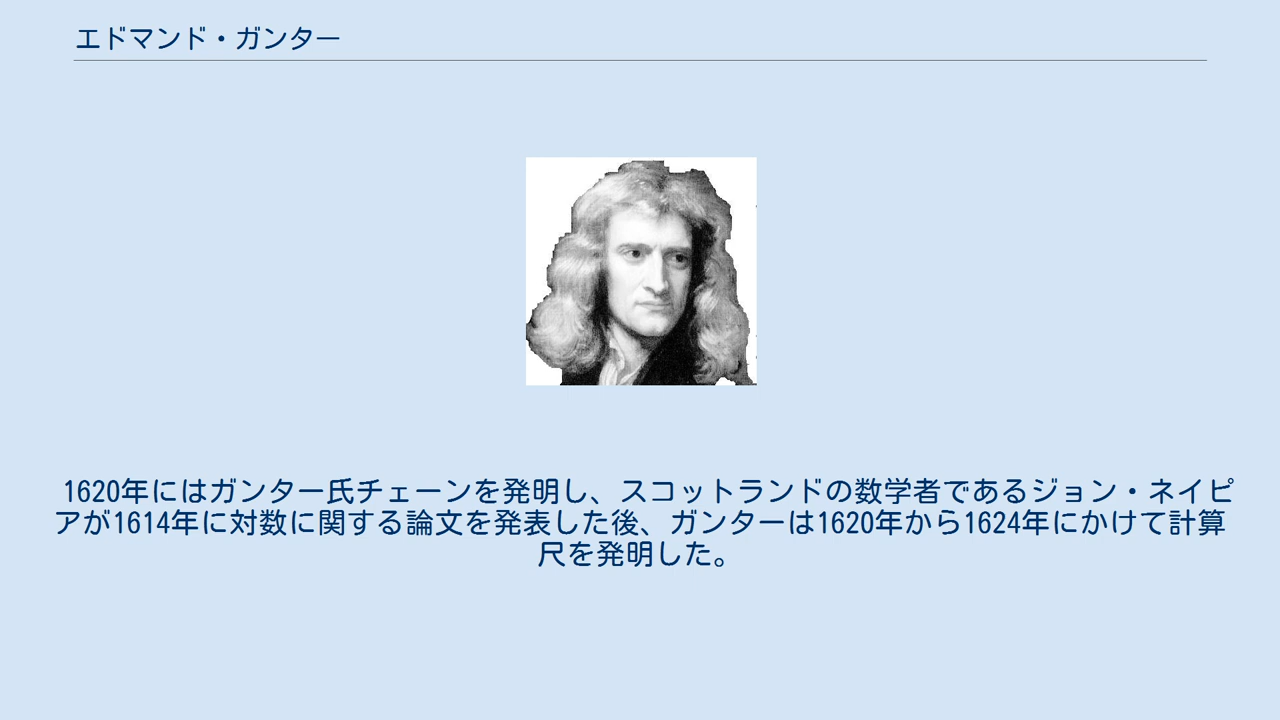 エドマンド・ガンター
1620年にはガンター氏チェーンを発明し、スコットランドの数学者であるジョン・ネイピ
アが1614年に対数に関する論文を発表した後、ガンターは1620年から1624年にかけて計算
尺を発明した。